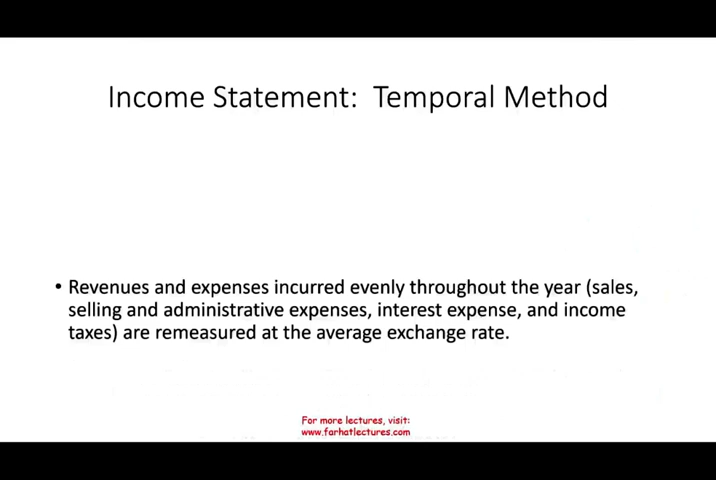 Income Statement: Temporal Method
• Revenues and expenses incurred evenly throughout the year (sales,
selling and administrative expenses, interest expense, and income
taxes) are remeasured at the average exchange rate.
For more lectures, visit:
www.farhatlectures.com